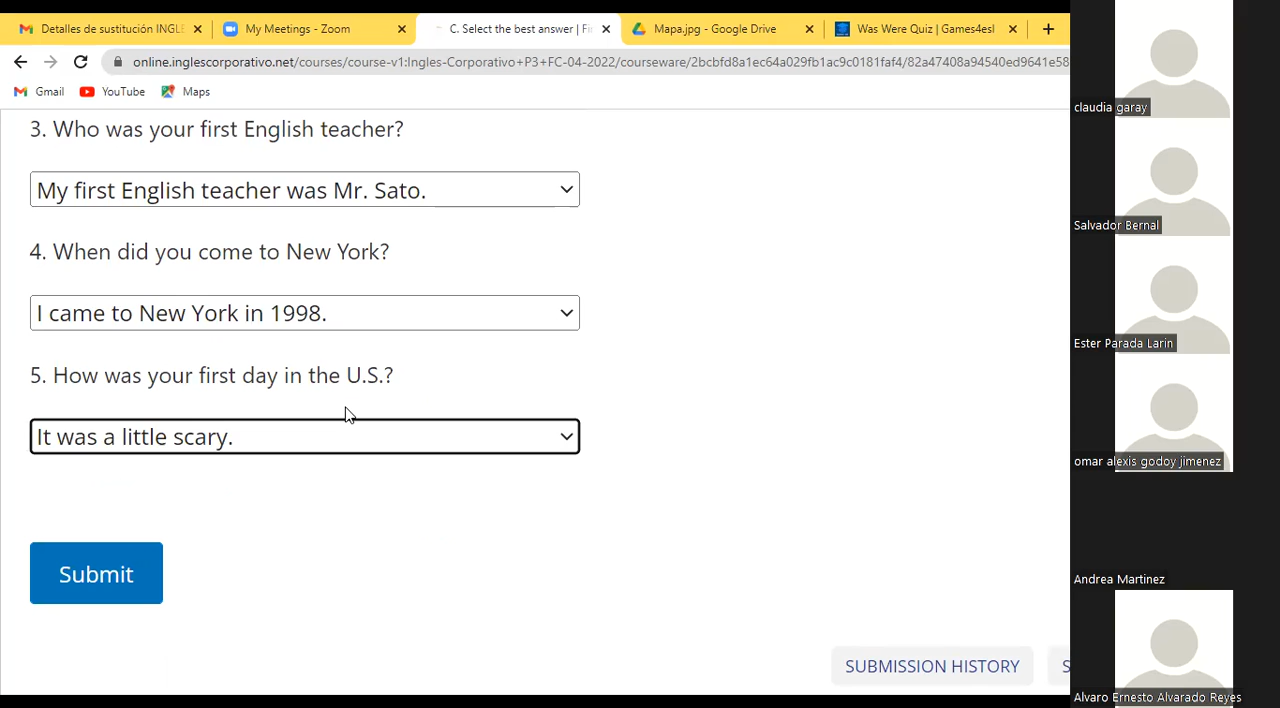 Detalles de sustitución INGLE
My Meetings - Zoom
C. Select the best answer | Fi
Mapa.jpg - Google Drive
Was Were Quiz | Games4esl
online.inglescorporativo.net/courses/course-v1:Ingles-Corporativo+P3+FC-04-2022/courseware/2bcbfd8a1ec64a029fb1ac9c0181faf4/82a47408a94540ed9641e58
Gmail
YouTube
Maps
3. Who was your first English teacher?
My first English teacher was Mr. Sato.
4. When did you come to New York?
I came to New York in 1998.
5. How was your first day in the U.S.?
It was a little scary.
Submit
SUBMISSION HISTORY
S
claudia garay
Salvador Bernal
Ester Parada Larin
omar alexis godoy jimenez
Andrea Martinez
Alvaro Ernesto Alvarado Reyes